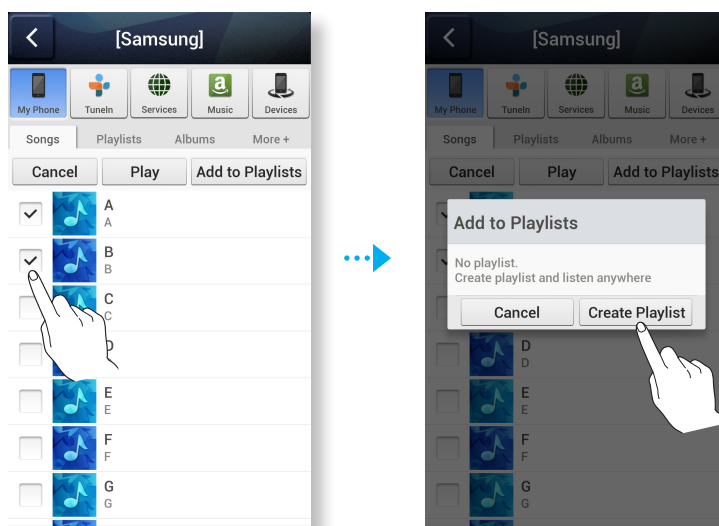 [Samsung]
My Phone
TuneIn
Services
a
Music
Devices
Songs
Playlists
Albums
More +
Cancel
Play
Add to Playlists
A
A
B
B
C
C
D
E
E
F
F
G
G
[Samsung]
My Phone
TuneIn
Services
a
Music
Devices
Songs
Playlists
Albums
More +
Cancel
Play
Add to Playlists
Add to Playlists
No playlist.
Create playlist and listen anywhere
Cancel
Create Playlist
D
D
E
E
F
F
G
G